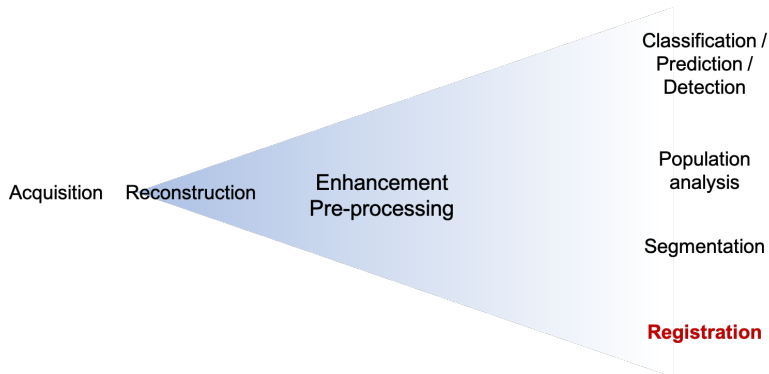 Acquisition
Reconstruction
Enhancement
Pre-processing
Classification /
Prediction /
Detection
Population
analysis
Segmentation
Registration